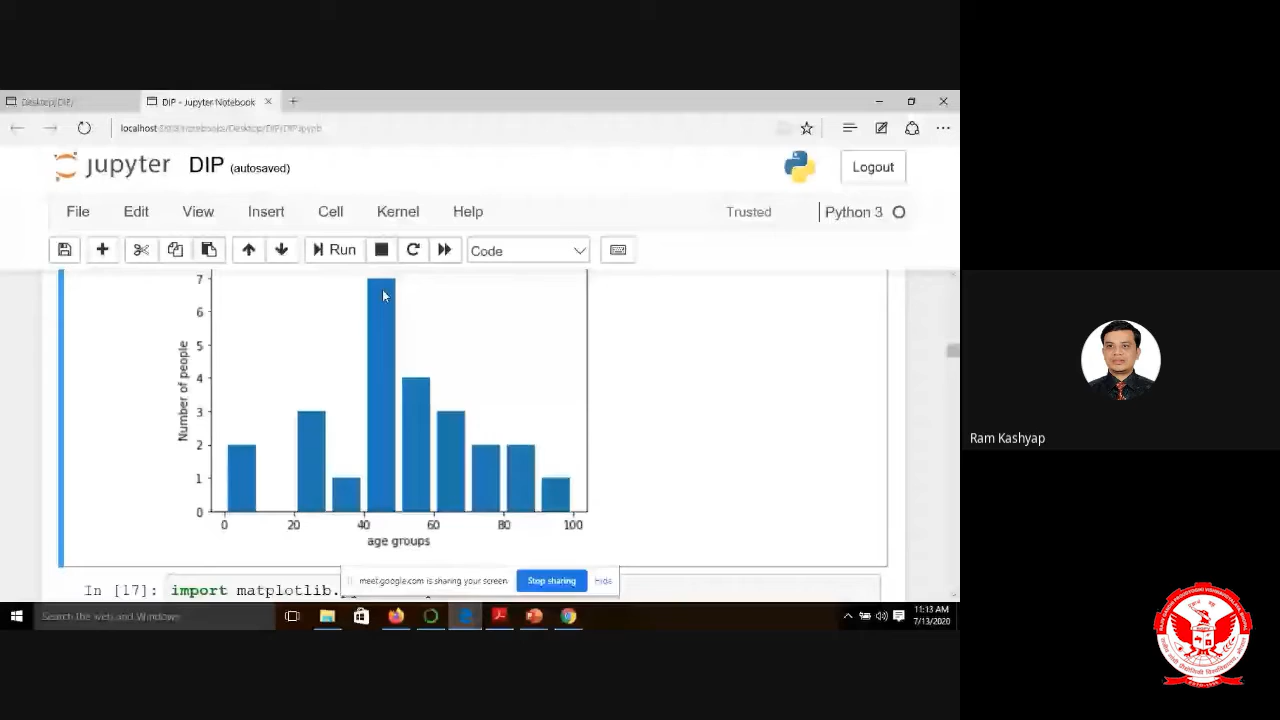 DIP - Jupyter Notebook
jupyter DIP (autosaved)
Logout
File Edit View Insert Cell Kernel Help
Trusted Python 3
Run Code
7
6
5
4
3
2
1
0
Number of people
0 20 40 60 80 100
age groups
Ram Kashyap
meet.google.com is sharing your screen Stop sharing Hide
In [17]: import matplotlib.
Search the web and Windows
11:13 AM
7/13/2020